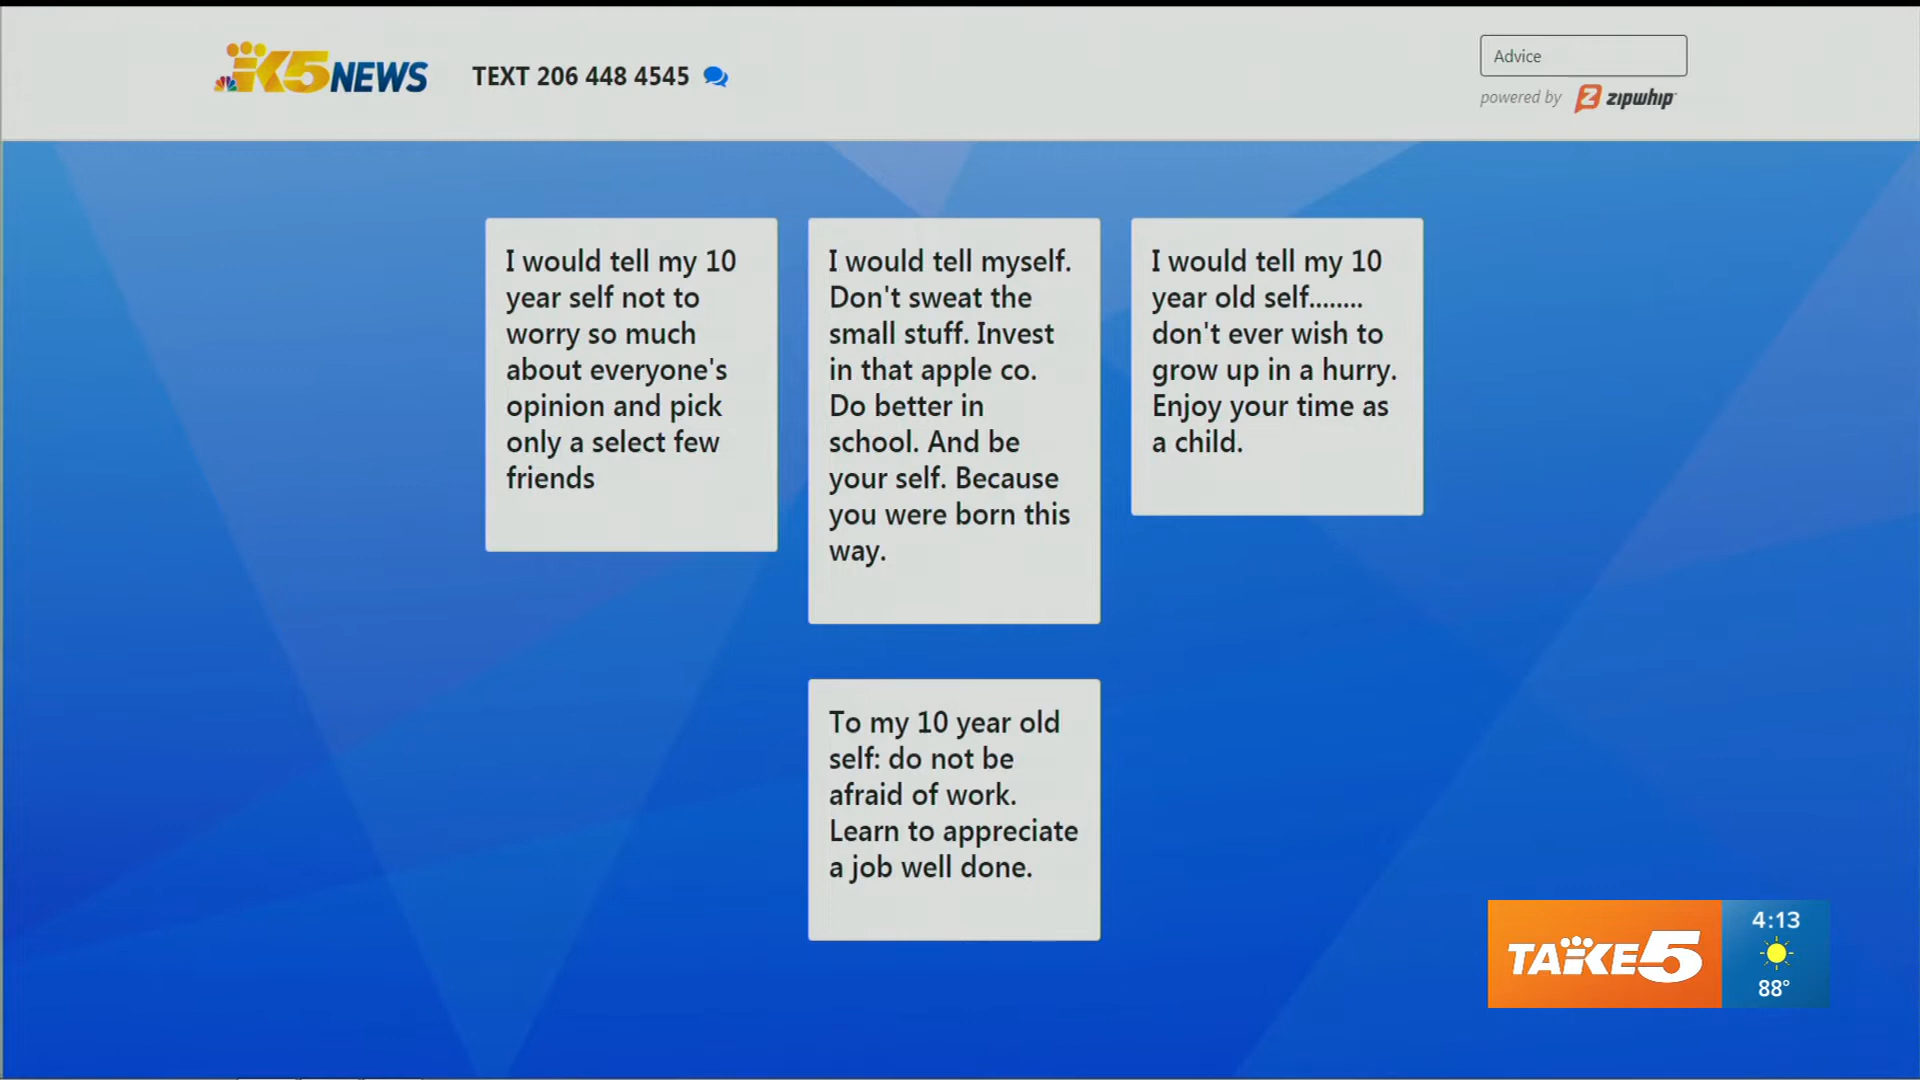 K5 NEWS
TEXT 206 448 4545
Advice
powered by zipwhip
I would tell my 10
year self not to
worry so much
about everyone's
opinion and pick
only a select few
friends
I would tell myself.
Don't sweat the
small stuff. Invest
in that apple co.
Do better in
school. And be
your self. Because
you were born this
way.
I would tell my 10
year old self........
don't ever wish to
grow up in a hurry.
Enjoy your time as
a child.
To my 10 year old
self: do not be
afraid of work.
Learn to appreciate
a job well done.
TAKE 5
4:13
88°